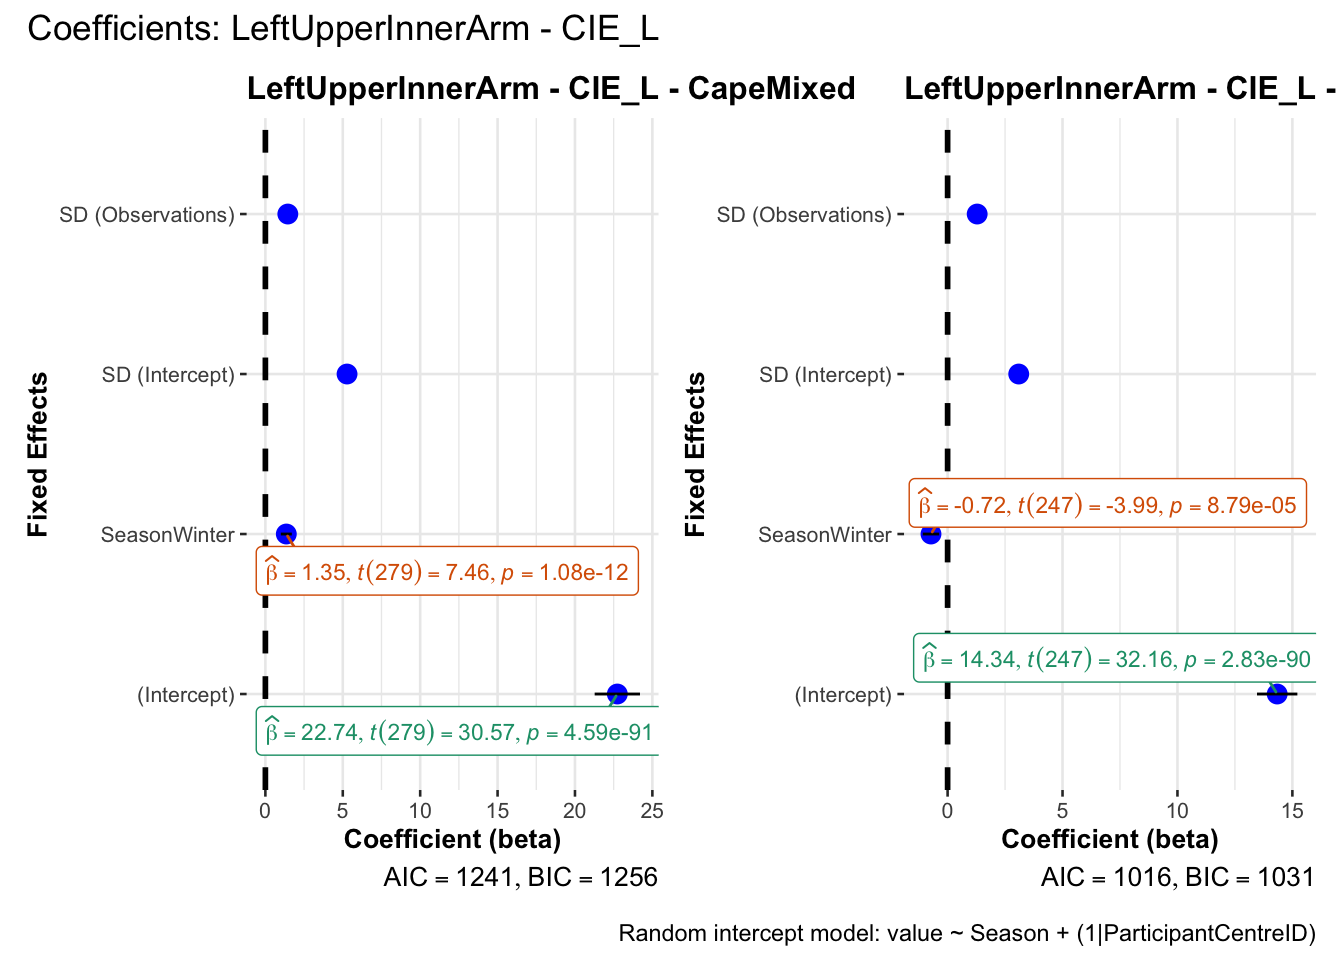 Coefficients: LeftUpperInnerArm - CIE_L
LeftUpperInnerArm - CIE_L - CapeMixed
Fixed Effects
SD (Observations)
SD (Intercept)
SeasonWinter
β̂ = 1.35, t(279) = 7.46, p = 1.08e-12
(Intercept)
β̂ = 22.74, t(279) = 30.57, p = 4.59e-91
0 5 10 15 20 25
Coefficient (beta)
AIC = 1241, BIC = 1256
LeftUpperInnerArm - CIE_L -
Fixed Effects
SD (Observations)
SD (Intercept)
β̂ = -0.72, t(247) = -3.99, p = 8.79e-05
SeasonWinter
β̂ = 14.34, t(247) = 32.16, p = 2.83e-90
(Intercept)
0 5 10 15
Coefficient (beta)
AIC = 1016, BIC = 1031
Random intercept model: value ~ Season + (1|ParticipantCentreID)